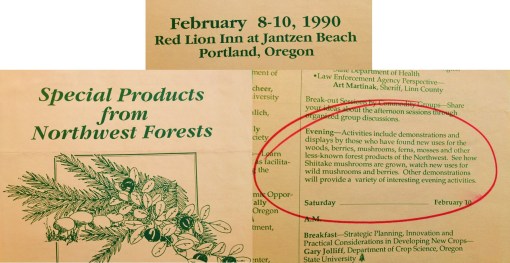 February 8-10, 1990
Red Lion Inn at Jantzen Beach
Portland, Oregon
Special Products
from
Northwest Forests
State Department of Health
•Law Enforcement Agency Perspective—
Art Martinak, Sheriff, Linn County
Break-out Sessions by Commodity Groups—Share
your ideas about the afternoon sessions through
organized group discussions.
Evening—Activities include demonstrations and
displays by those who have found new uses for the
woods, berries, mushrooms, ferns, mosses and other
less-known forest products of the Northwest. See how
Shiitake mushrooms are grown, watch new uses for
wild mushrooms and berries. Other demonstrations
will provide a variety of interesting evening activities.
Saturday February 10
A.M.
Breakfast—Strategic Planning, Innovation and
Practical Considerations in Developing New Crops—
Gary Julliff, Department of Crop Science, Oregon
State University